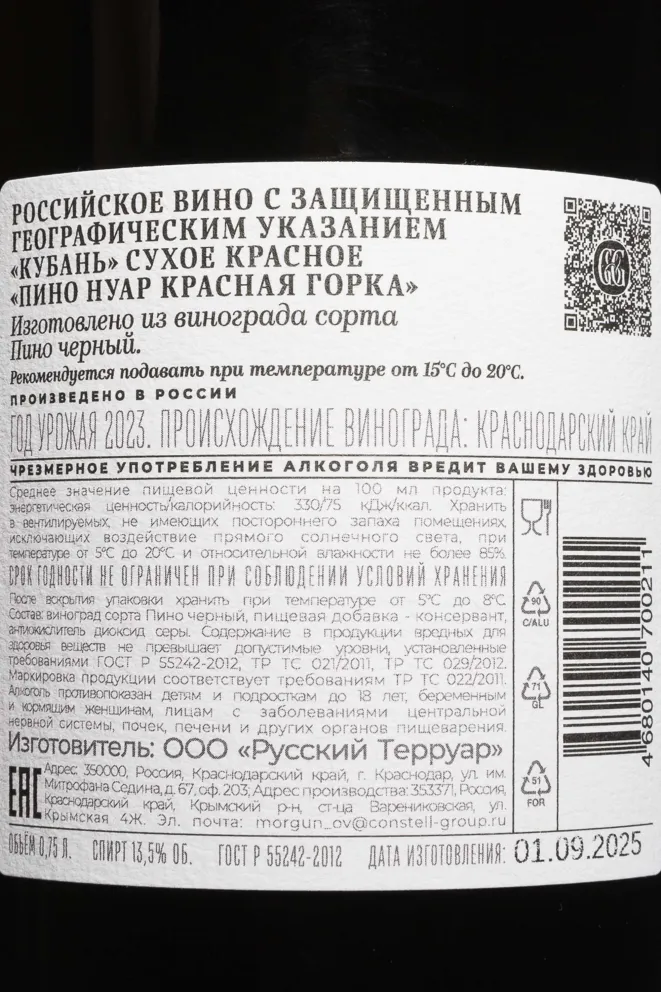 РОССИЙСКОЕ ВИНО С ЗАЩИЩЕННЫМ
ГЕОГРАФИЧЕСКИМ УКАЗАНИЕМ
«КУБАНЬ» СУХОЕ КРАСНОЕ
«ПИНО НУАР КРАСНАЯ ГОРКА»
Изготовлено из винограда сорта
Пино черный.
Рекомендуется подавать при температуре от 15°C до 20°C.
ПРОИЗВЕДЕНО В РОССИИ
ГОД УРОЖАЯ 2023. ПРОИСХОЖДЕНИЕ ВИНОГРАДА: КРАСНОДАРСКИЙ КРАЙ
ЧРЕЗМЕРНОЕ УПОТРЕБЛЕНИЕ АЛКОГОЛЯ ВРЕДИТ ВАШЕМУ ЗДОРОВЬЮ
Среднее значение пищевой ценности на 100 мл продукта:
энергетическая ценность/калорийность: 330/75 кДж/ккал. Хранить
в вентилируемых, не имеющих постороннего запаха помещениях,
исключающих воздействие прямого солнечного света, при
температуре от 5°C до 20°C и относительной влажности не более 85%.
СРОК ГОДНОСТИ НЕ ОГРАНИЧЕН ПРИ СОБЛЮДЕНИИ УСЛОВИЙ ХРАНЕНИЯ
После вскрытия упаковки хранить при температуре от 5°C до 8°C.
Состав: виноград сорта Пино черный, пищевая добавка - консервант,
антиокислитель диоксид серы. Содержание в продукции вредных для
здоровья веществ не превышает допустимые уровни, установленные
требованиями ГОСТ Р 55242-2012, ТР ТС 021/2011, ТР ТС 029/2012.
Маркировка продукции соответствует требованиям ТР ТС 022/2011.
Алкоголь противопоказан детям и подросткам до 18 лет, беременным
и кормящим женщинам, лицам с заболеваниями центральной
нервной системы, почек, печени и других органов пищеварения.
Изготовитель: ООО «Русский Терруар»
EAC
Адрес: 350000, Россия, Краснодарский край, г. Краснодар, ул. им.
Митрофана Седина, д. 67, оф. 203; Адрес производства: 353371, Россия,
Краснодарский край, Крымский р-н, ст-ца Варениковская, ул.
Крымская 4Ж. Эл. почта: morgun_ov@constell-group.ru
90
C/ALU
71
GL
51
FOR
4 680140 700211
ОБЪЁМ 0,75 Л. СПИРТ 13,5% ОБ. ГОСТ Р 55242-2012 ДАТА ИЗГОТОВЛЕНИЯ: 01.09.2025